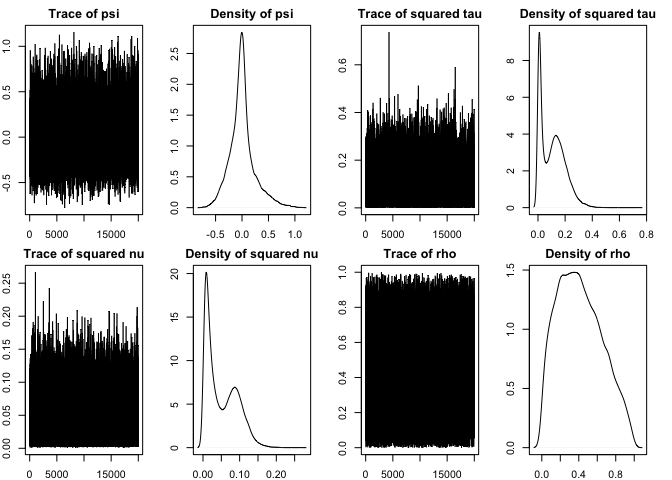 Trace of psi
Density of psi
Trace of squared tau
Density of squared tau
-0.5 0.0 0.5 1.0
0 5000 15000
0.0 0.5 1.0 1.5 2.0 2.5
-0.5 0.0 0.5 1.0
0.0 0.2 0.4 0.6
0 5000 15000
0 2 4 6 8
0.0 0.2 0.4 0.6 0.8
Trace of squared nu
Density of squared nu
Trace of rho
Density of rho
0.00 0.05 0.10 0.15 0.20 0.25
0 5000 15000
0 5 10 15 20
0.00 0.10 0.20
0.0 0.2 0.4 0.6 0.8 1.0
0 5000 15000
0.0 0.5 1.0 1.5
0.0 0.4 0.8